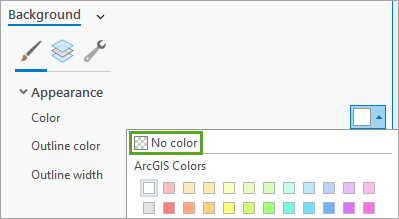 Background
Appearance
Color
No color
Outline color
ArcGIS Colors
Outline width